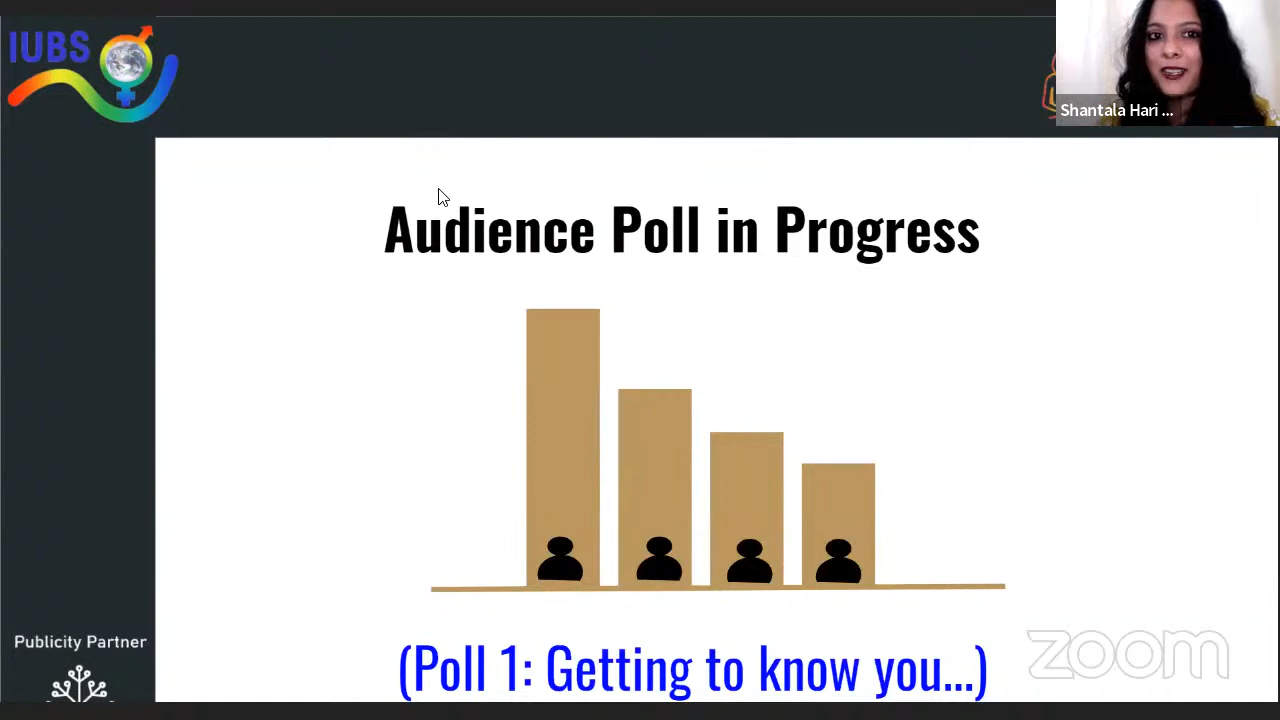 IUBS
Shantala Hari ...
Audience Poll in Progress
Publicity Partner
(Poll 1: Getting to know you...)
zoom